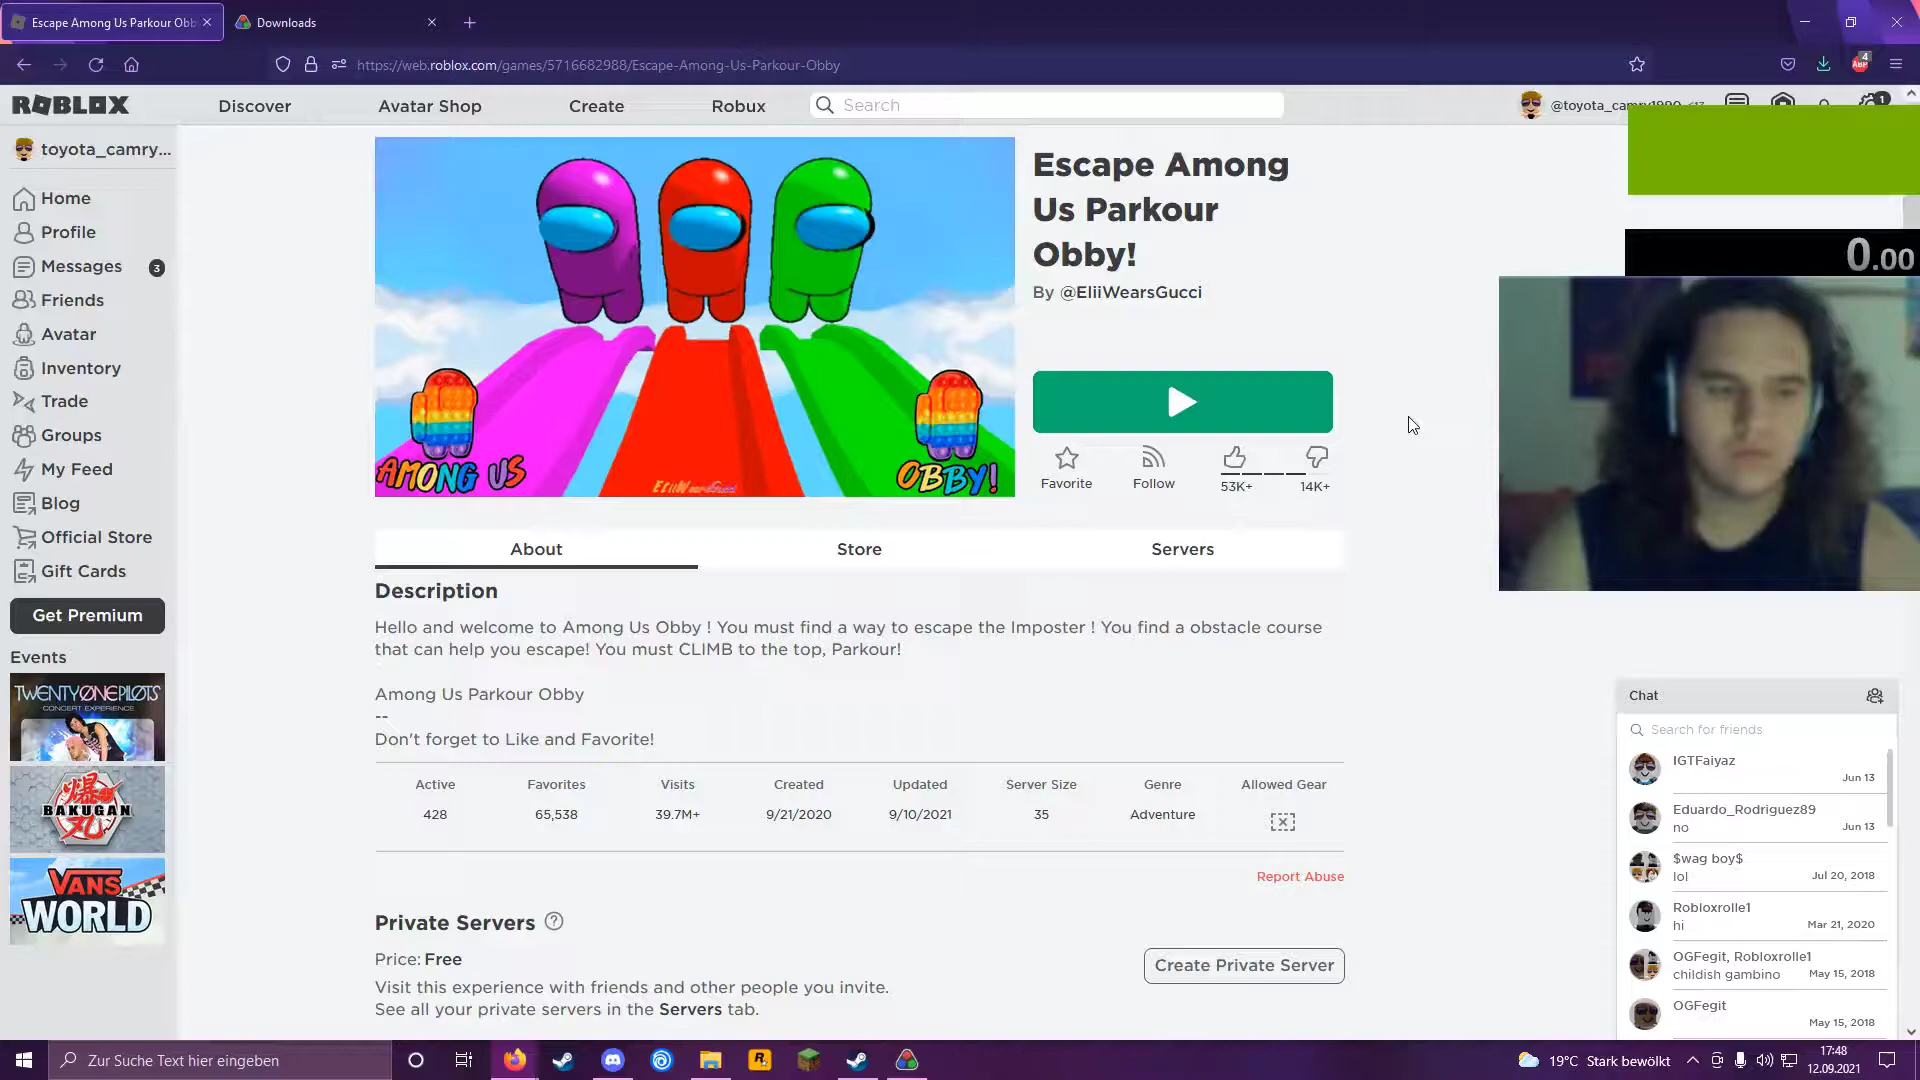 Escape Among Us Parkour Obb
Downloads
https://web.roblox.com/games/5716682988/Escape-Among-Us-Parkour-Obby
4
ABP
ROBLOX
Discover
Avatar Shop
Create
Robux
Search
@toyota_camry1990
1
toyota_camry...
Home
Profile
Messages
3
Friends
Avatar
Inventory
Trade
Groups
My Feed
Blog
Official Store
Gift Cards
Get Premium
Events
TWENTY ONE PILOTS
CONCERT EXPERIENCE
BAKUGAN
VANS
WORLD
AMONG US
EliiWearsGucci
OBBY!
Escape Among
Us Parkour
Obby!
By @EliiWearsGucci
Favorite
Follow
53K+
14K+
0.00
About
Store
Servers
Description
Hello and welcome to Among Us Obby ! You must find a way to escape the Imposter ! You find a obstacle course
that can help you escape! You must CLIMB to the top, Parkour!
Among Us Parkour Obby
--
Don't forget to Like and Favorite!
Active
Favorites
Visits
Created
Updated
Server Size
Genre
Allowed Gear
428
65,538
39.7M+
9/21/2020
9/10/2021
35
Adventure
Report Abuse
Private Servers
Price: Free
Create Private Server
Visit this experience with friends and other people you invite.
See all your private servers in the Servers tab.
Chat
Search for friends
IGTFaiyaz
Jun 13
Eduardo_Rodriguez89
no
Jun 13
$wag boy$
lol
Jul 20, 2018
Robloxrolle1
hi
Mar 21, 2020
OGFegit, Robloxrolle1
childish gambino
May 15, 2018
OGFegit
May 15, 2018
Zur Suche Text hier eingeben
19°C Stark bewölkt
17:48
12.09.2021